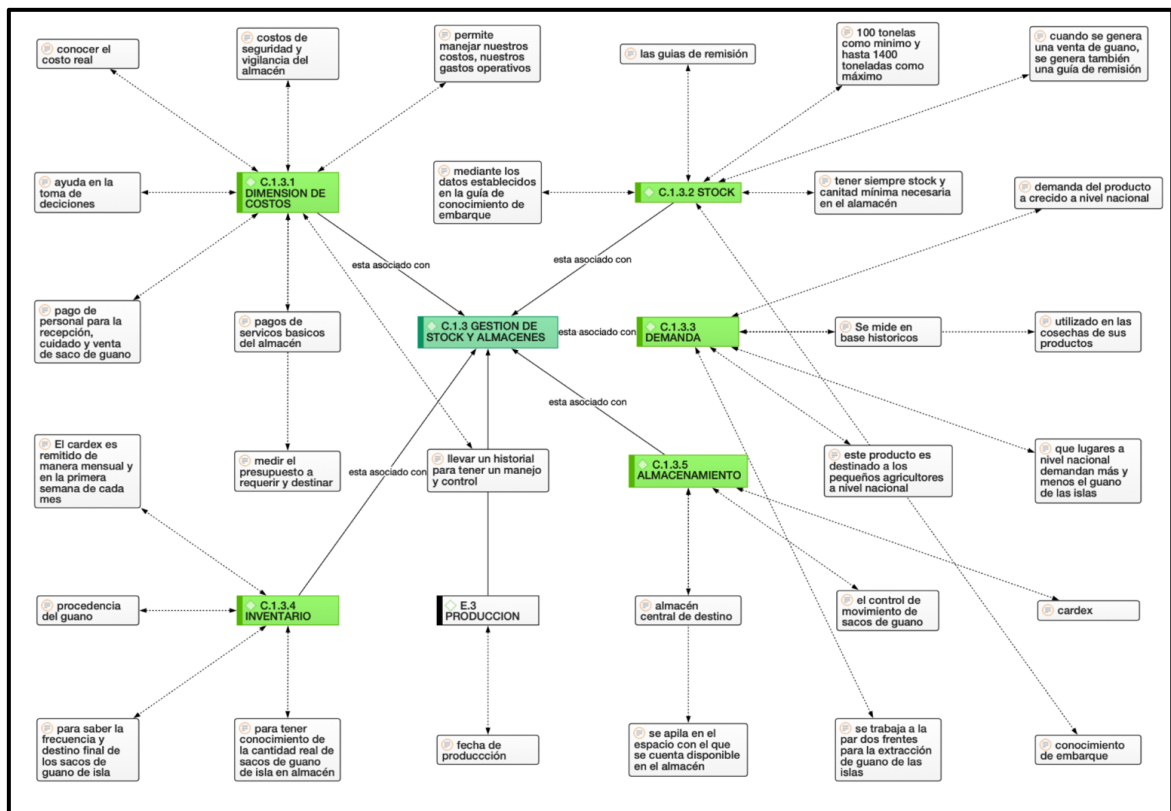 conocer el
costo real
costos de
seguridad y
vigilancia del
almacén
permite
manejar nuestros
costos, nuestros
gastos operativos
las guias de remisión
100 tonelas
como mínimo y
hasta 1400
toneladas como
máximo
cuando se genera
una venta de guano,
se genera también
una guía de remisión
ayuda en la
toma de
deciciones
C.1.3.1
DIMENSION DE
COSTOS
mediante los
datos establecidos
en la guía de
conocimiento de
embarque
C.1.3.2 STOCK
tener siempre stock y
canitad mínima necesaria
en el alamacén
demanda del producto
a crecido a nivel nacional
esta asociado con
esta asociado con
pago de
personal para la
recepción,
cuidado y venta
de saco de guano
pagos de
servicos basicos
del almacén
C.1.3 GESTION DE
STOCK Y ALMACENES
esta asociado con
C.1.3.3
DEMANDA
Se mide en
base historicos
utilizado en las
cosechas de sus
productos
esta asociado con
El cardex es
remitido de
manera mensual y
en la primera
semana de cada
mes
medir el
presupuesto a
requerir y destinar
esta asociado con
llevar un historial
para tener un manejo
y control
C.1.3.5
ALMACENAMIENTO
este producto es
destinado a los
pequeños agricultores
a nivel nacional
que lugares a
nivel nacional
demandan más y
menos el guano
de las islas
procedencia
del guano
C.1.3.4
INVENTARIO
E.3
PRODUCCION
almacén
central de destino
el control de
movimiento de
sacos de guano
cardex
para saber la
frecuencia y
destino final de
los sacos de
guano de isla
para tener
conocimiento de
la cantidad real de
sacos de guano
de isla en almacén
fecha de
produccción
se apila en el
espacio con el que
se cuenta disponible
en el almacén
se trabaja a la
par dos frentes
para la extracción
de guano de las
islas
conocimiento
de embarque